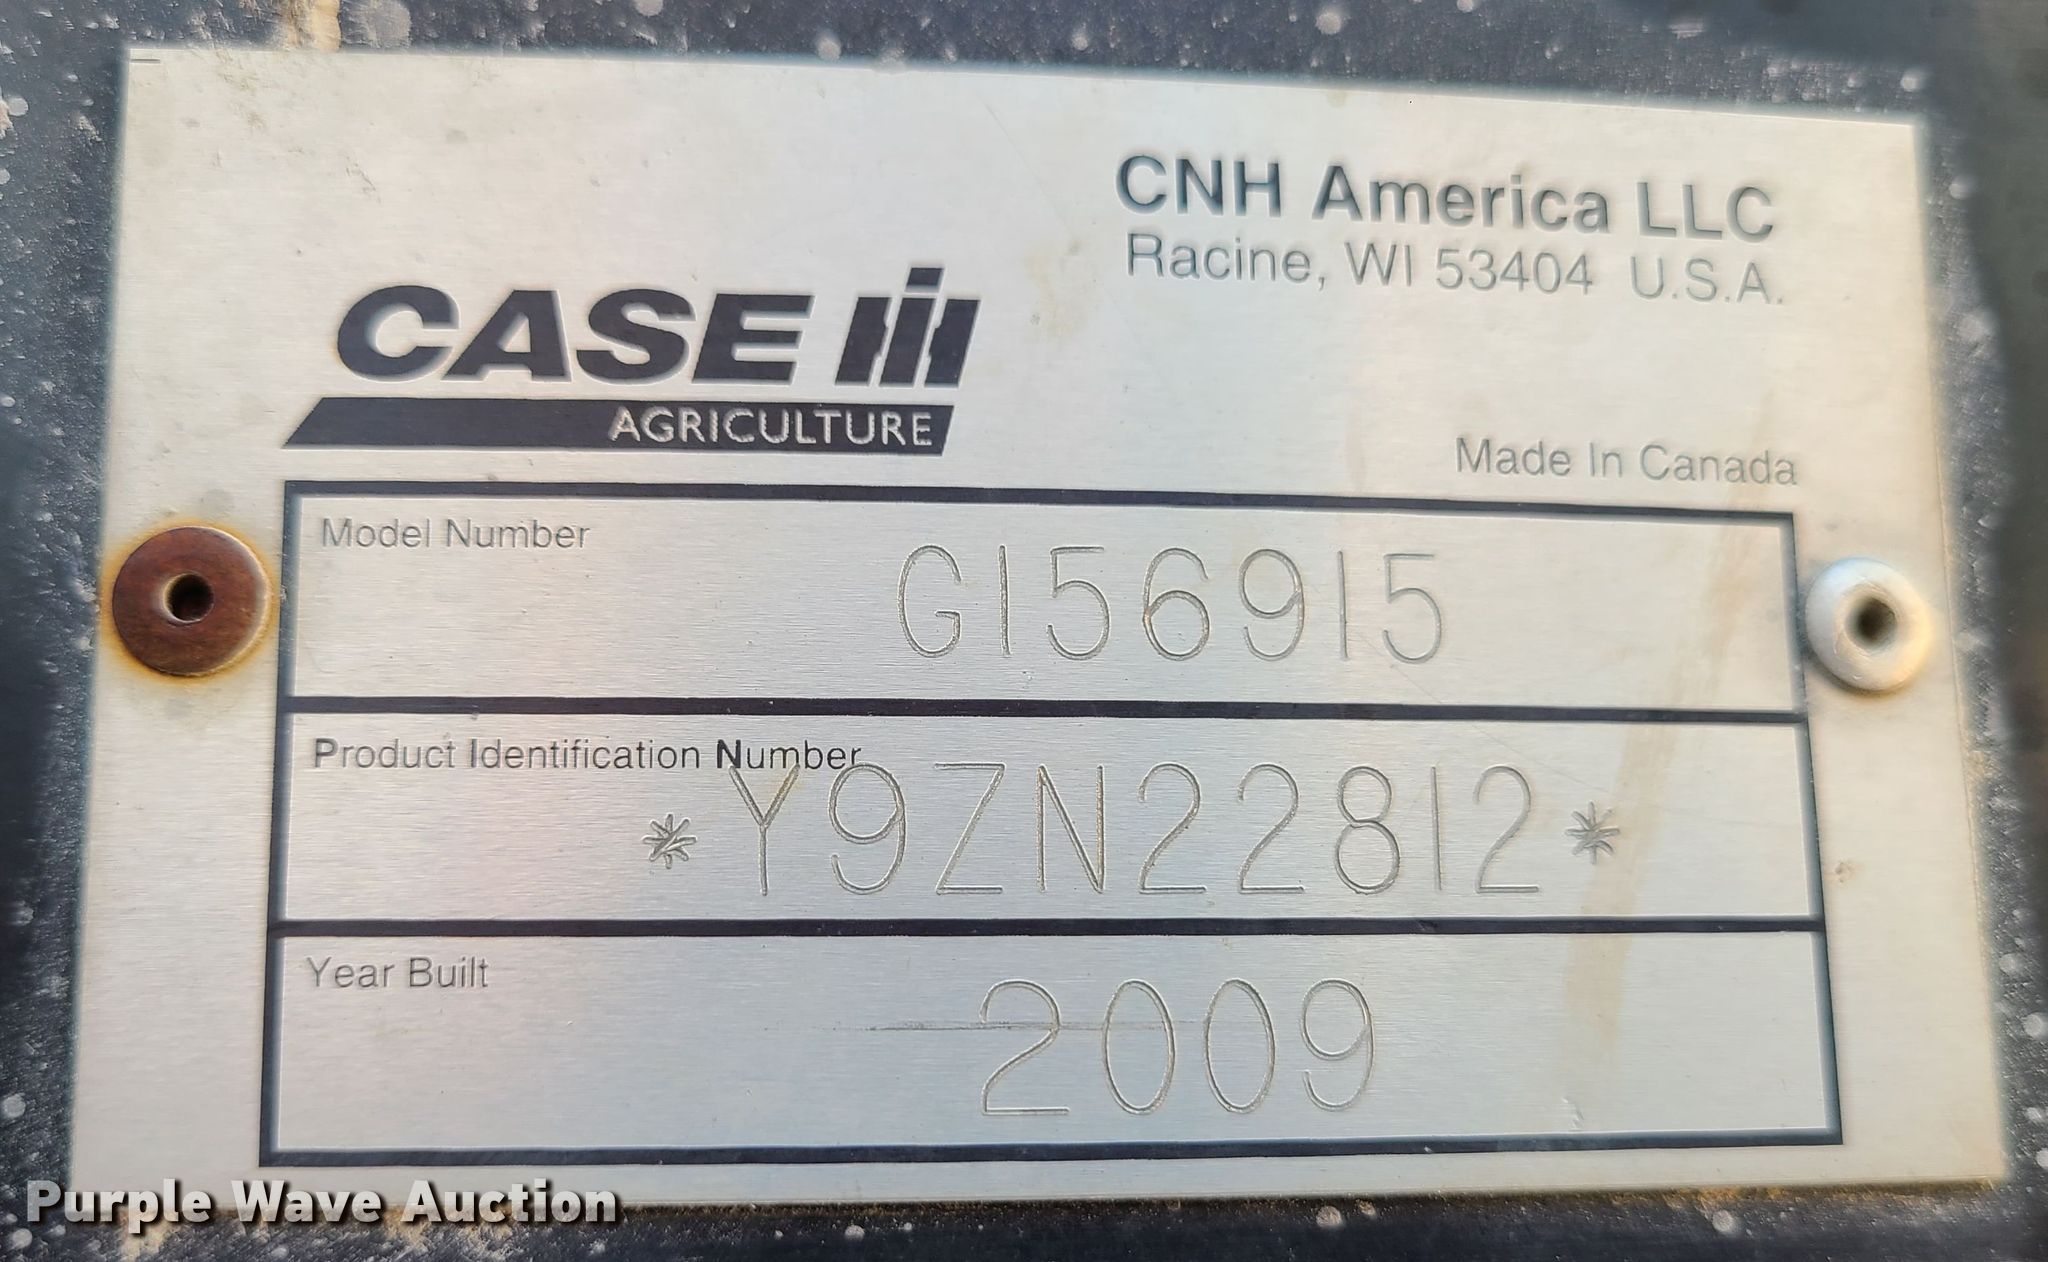 CNH America LLC
Racine, WI 53404 U.S.A.
CASE IH
AGRICULTURE
Made In Canada
Model Number
G156915
Product Identification Number
*Y9ZN22812*
Year Built
2009
Purple Wave Auction